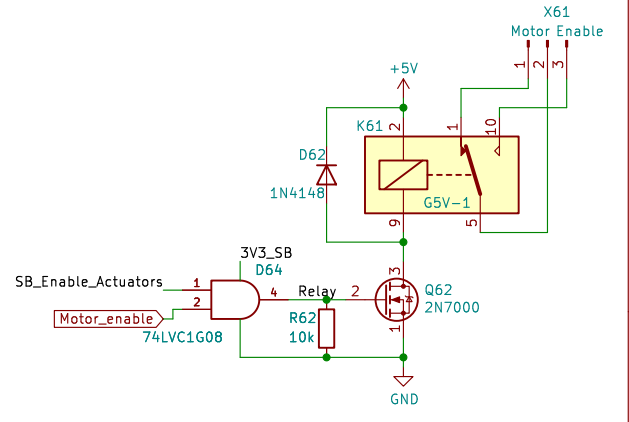 X61
Motor Enable
1
2
3
+5V
K61
2
1
10
D62
1N4148
G5V-1
9
5
3V3_SB
D64
SB_Enable_Actuators
1
2
4
Relay
2
3
Q62
2N7000
1
Motor_enable
R62
10k
74LVC1G08
GND